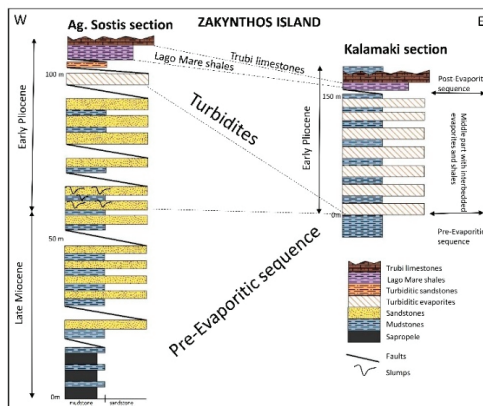 W
Ag. Sostis section
ZAKYNTHOS ISLAND
E
Kalamaki section
Trubi limestones
Lago Mare shales
100 m
150 m
Post-Evaporitic
sequence
Early Pliocene
Turbidites
Early Pliocene
Middle part with interbedded
evaporites and shales
0m
Pre-Evaporitic
sequence
50 m
Late Miocene
Pre-Evaporitic sequence
Trubi limestones
Lago Mare shales
Turbiditic sandstones
Turbiditic evaporites
Sandstones
Mudstones
Sapropele
Faults
Slumps
0m
mudstone
sandstone